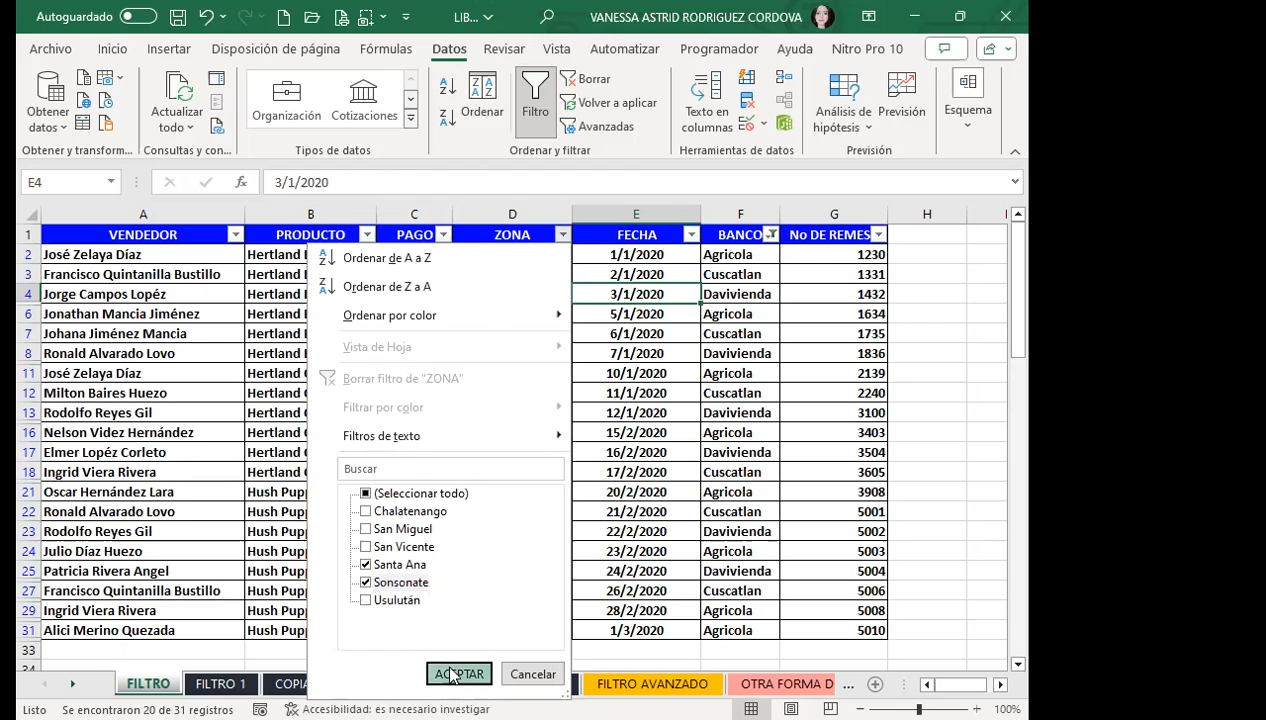 Autoguardado LIB... VANESSA ASTRID RODRIGUEZ CORDOVA
Archivo Inicio Insertar Disposición de página Fórmulas Datos Revisar Vista Automatizar Programador Ayuda Nitro Pro 10
Obtener datos
Actualizar todo
Organización Cotizaciones
Ordenar
Filtro
Borrar
Volver a aplicar
Avanzadas
Texto en columnas
Análisis de hipótesis
Previsión
Esquema
Obtener y transform... Consultas y con... Tipos de datos Ordenar y filtrar Herramientas de datos Previsión
E4 fx 3/1/2020
A B C D E F G H I
1 VENDEDOR PRODUCTO PAGO ZONA FECHA BANCO No DE REMES
2 José Zelaya Díaz Hertland 1/1/2020 Agricola 1230
3 Francisco Quintanilla Bustillo Hertland 2/1/2020 Cuscatlan 1331
4 Jorge Campos Lopéz Hertland 3/1/2020 Davivienda 1432
6 Jonathan Mancia Jiménez Hertland 5/1/2020 Agricola 1634
7 Johana Jiménez Mancia Hertland 6/1/2020 Cuscatlan 1735
8 Ronald Alvarado Lovo Hertland 7/1/2020 Davivienda 1836
11 José Zelaya Díaz Hertland 10/1/2020 Agricola 2139
12 Milton Baires Huezo Hertland 11/1/2020 Cuscatlan 2240
13 Rodolfo Reyes Gil Hertland 12/1/2020 Davivienda 3100
16 Nelson Videz Hernández Hertland 15/2/2020 Agricola 3403
17 Elmer Lopéz Corleto Hertland 16/2/2020 Davivienda 3504
18 Ingrid Viera Rivera Hertland 17/2/2020 Cuscatlan 3605
21 Oscar Hernández Lara Hush Pup 20/2/2020 Agricola 3908
22 Ronald Alvarado Lovo Hush Pup 21/2/2020 Cuscatlan 5001
23 Rodolfo Reyes Gil Hush Pup 22/2/2020 Davivienda 5002
24 Julio Díaz Huezo Hush Pup 23/2/2020 Agricola 5003
25 Patricia Rivera Angel Hush Pup 24/2/2020 Davivienda 5004
27 Francisco Quintanilla Bustillo Hush Pup 26/2/2020 Cuscatlan 5006
29 Ingrid Viera Rivera Hush Pup 28/2/2020 Agricola 5008
31 Alici Merino Quezada Hush Pup 1/3/2020 Agricola 5010
33
34
Ordenar de A a Z
Ordenar de Z a A
Ordenar por color
Vista de Hoja
Borrar filtro de "ZONA"
Filtrar por color
Filtros de texto
Buscar
(Seleccionar todo)
Chalatenango
San Miguel
San Vicente
Santa Ana
Sonsonate
Usulután
ACEPTAR Cancelar
FILTRO FILTRO 1 COPIA FILTRO AVANZADO OTRA FORMA D ...
Listo Se encontraron 20 de 31 registros Accesibilidad: es necesario investigar 100%